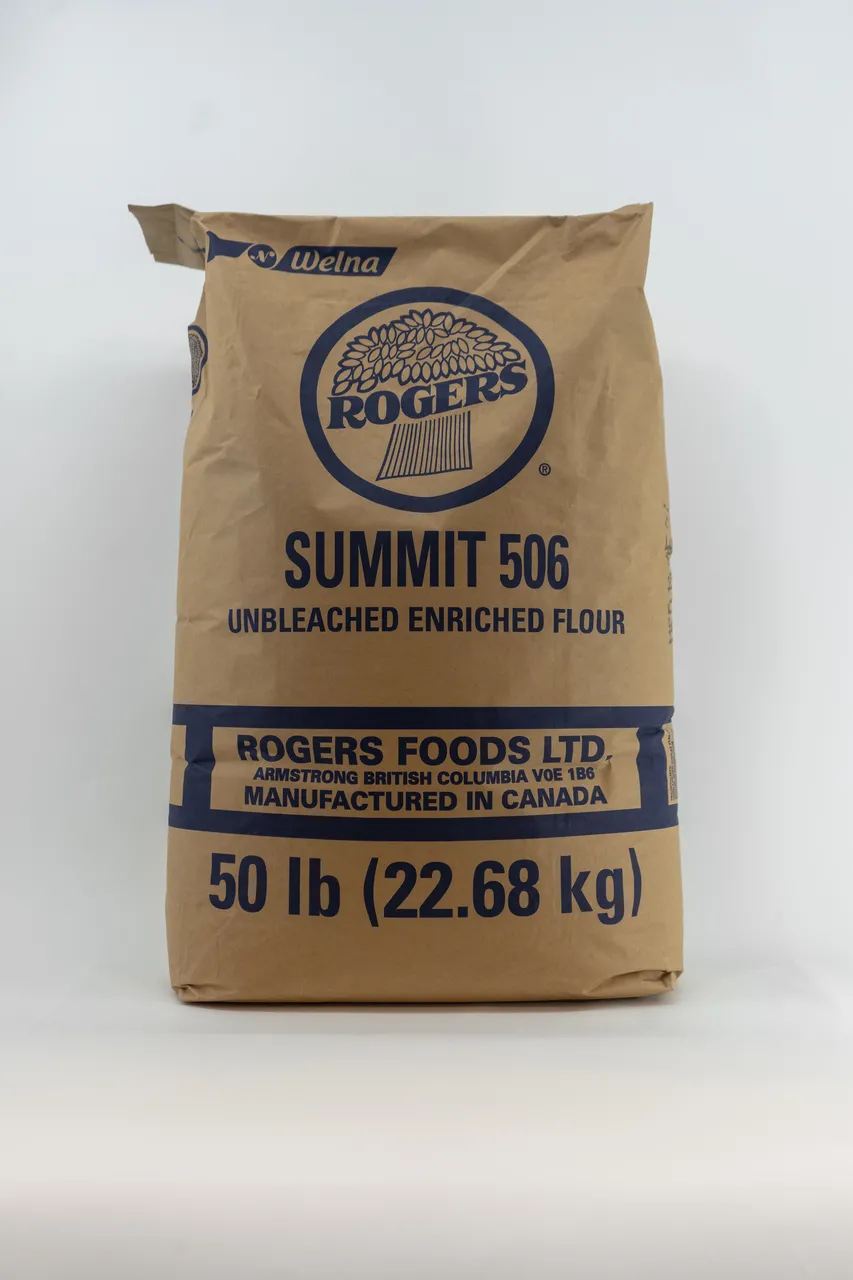 N Welna
ROGERS
®
SUMMIT 506
UNBLEACHED ENRICHED FLOUR
ROGERS FOODS LTD.
ARMSTRONG BRITISH COLUMBIA V0E 1B6
MANUFACTURED IN CANADA
50 lb (22.68 kg)